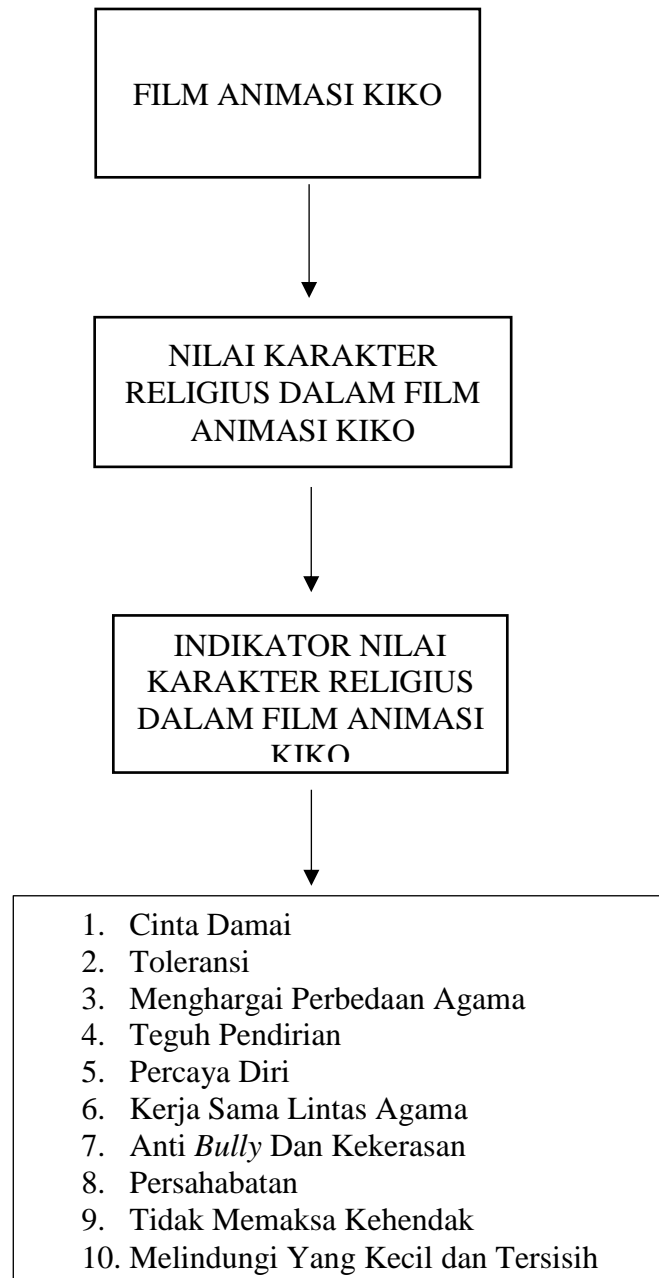 FILM ANIMASI KIKO
NILAI KARAKTER
RELIGIUS DALAM FILM
ANIMASI KIKO
INDIKATOR NILAI
KARAKTER RELIGIUS
DALAM FILM ANIMASI
KIKO
1. Cinta Damai
2. Toleransi
3. Menghargai Perbedaan Agama
4. Teguh Pendirian
5. Percaya Diri
6. Kerja Sama Lintas Agama
7. Anti Bully Dan Kekerasan
8. Persahabatan
9. Tidak Memaksa Kehendak
10. Melindungi Yang Kecil dan Tersisih